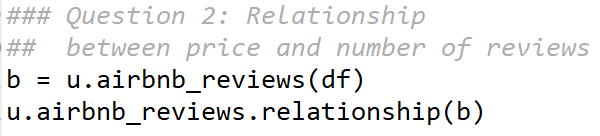 ### Question 2: Relationship
##  between price and number of reviews
b = u.airbnb_reviews(df)
u.airbnb_reviews.relationship(b)